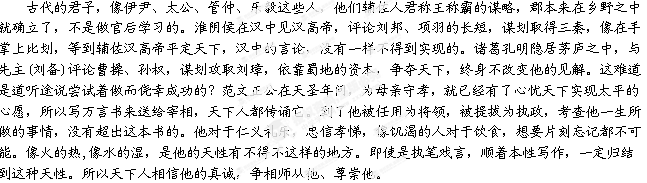 古代的君子，像伊尹、太公、管仲、乐毅这些人，他们辅佐人君称王称霸的谋略，都本来在乡野之中
就确立了，不是做官后学习的。淮阴侯在汉中见汉高帝，评论刘邦、项羽的长短，谋划取得三秦，像在手
掌上比划，等到辅佐汉高帝平定天下，汉中的言论，没有一样不得到实现的。诸葛孔明隐居茅庐之中，与
先主(刘备)评论曹操、孙权，谋划攻取刘璋，依靠蜀地的资本，争夺天下，终身不改变他的见解。这难道
是道听途说尝试着做而侥幸成功的？范文正公在天圣年间，为母亲守孝，就已经有了心忧天下实现太平的
心愿，所以写万言书来送给宰相，天下人都传诵它。到了他被任用为将领，被提拔为执政，考查他一生所
做的事情，没有超出这本书的。他对于仁义礼乐，忠信孝悌，像饥渴的人对于饮食，想要片刻忘记都不可
能。像火的热,像水的湿，是他的天性有不得不这样的地方。即使是执笔戏言，顺着本性写作，一定归结
到这种天性。所以天下人相信他的真诚，争相师从他、尊崇他。